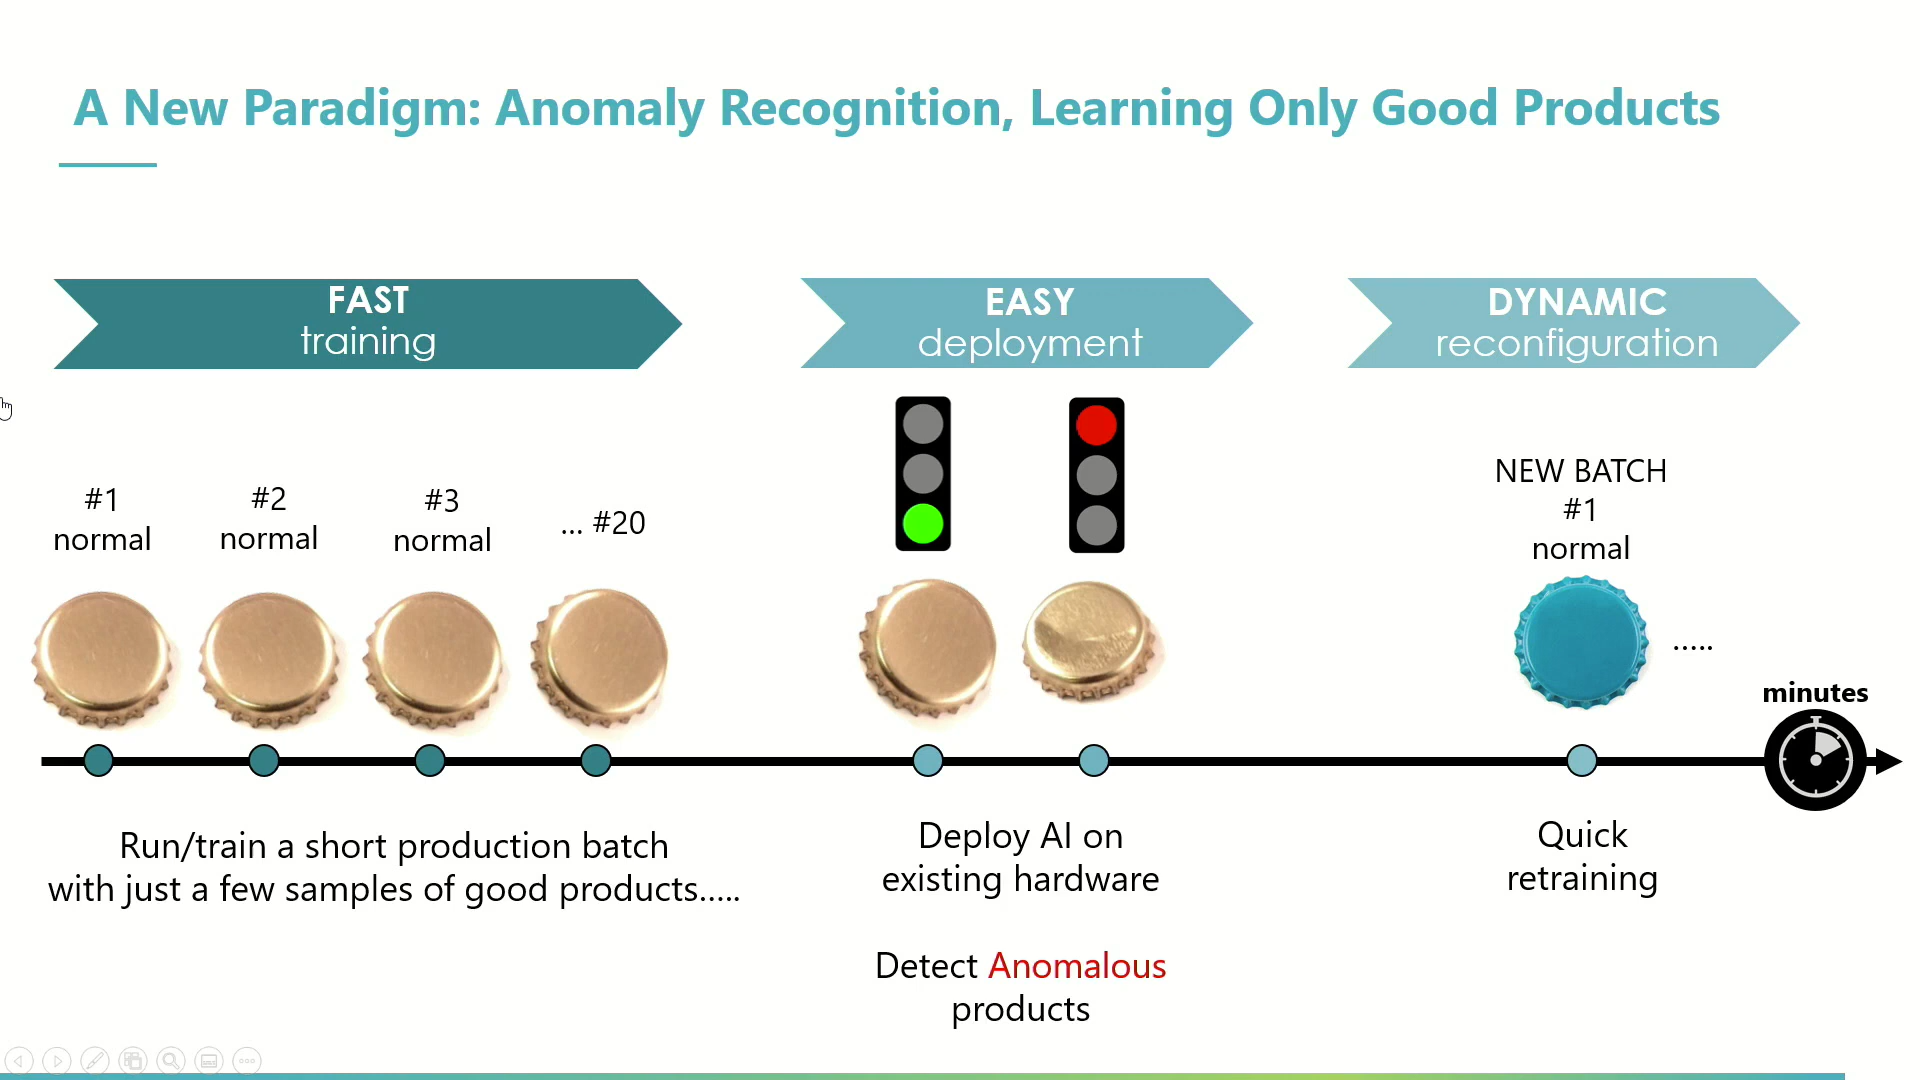 A New Paradigm: Anomaly Recognition, Learning Only Good Products
FAST
training
#1
normal
#2
normal
#3
normal
... #20
Run/train a short production batch
with just a few samples of good products.....
EASY
deployment
Deploy AI on
existing hardware
Detect Anomalous
products
DYNAMIC
reconfiguration
NEW BATCH
#1
normal
.....
minutes
Quick
retraining